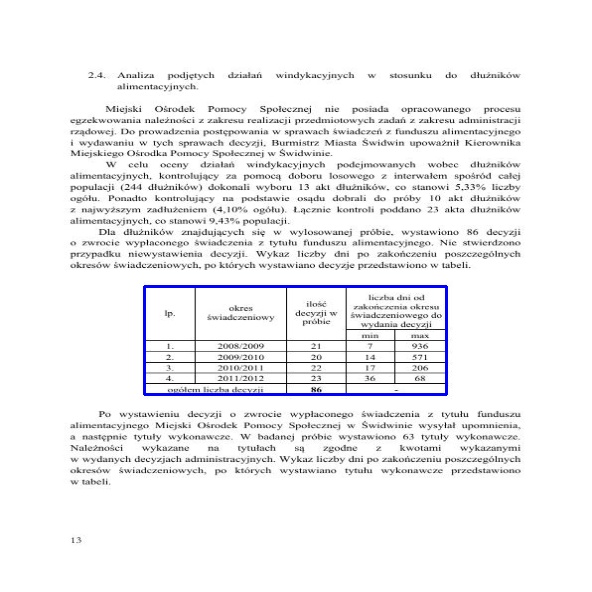 2.4. Analiza podjętych działań windykacyjnych w stosunku do dłużników
alimentacyjnych.
Miejski Ośrodek Pomocy Społecznej nie posiada opracowanego procesu
egzekwowania należności z zakresu realizacji przedmiotowych zadań z zakresu administracji
rządowej. Do prowadzenia postępowania w sprawach świadczeń z funduszu alimentacyjnego
i wydawaniu w tych sprawach decyzji, Burmistrz Miasta Świdwin upoważnił Kierownika
Miejskiego Ośrodka Pomocy Społecznej w Świdwinie.
W celu oceny działań windykacyjnych podejmowanych wobec dłużników
alimentacyjnych, kontrolujący za pomocą doboru losowego z interwałem spośród całej
populacji (244 dłużników) dokonali wyboru 13 akt dłużników, co stanowi 5,33% liczby
ogółu. Ponadto kontrolujący na podstawie osądu dobrali do próby 10 akt dłużników
z najwyższym zadłużeniem (4,10% ogółu). Łącznie kontroli poddano 23 akta dłużników
alimentacyjnych, co stanowi 9,43% populacji.
Dla dłużników znajdujących się w wylosowanej próbie, wystawiono 86 decyzji
o zwrocie wypłaconego świadczenia z tytułu funduszu alimentacyjnego. Nie stwierdzono
przypadku niewystawienia decyzji. Wykaz liczby dni po zakończeniu poszczególnych
okresów świadczeniowych, po których wystawiano decyzje przedstawiono w tabeli.
lp. okres świadczeniowy ilość decyzji w próbie liczba dni od zakończenia okresu świadczeniowego do wydania decyzji
min max
1. 2008/2009 21 7 936
2. 2009/2010 20 14 571
3. 2010/2011 22 17 206
4. 2011/2012 23 36 68
ogółem liczba decyzji 86 -
Po wystawieniu decyzji o zwrocie wypłaconego świadczenia z tytułu funduszu
alimentacyjnego Miejski Ośrodek Pomocy Społecznej w Świdwinie wysyłał upomnienia,
a następnie tytuły wykonawcze. W badanej próbie wystawiono 63 tytuły wykonawcze.
Należności wykazane na tytułach są zgodne z kwotami wykazanymi
w wydanych decyzjach administracyjnych. Wykaz liczby dni po zakończeniu poszczególnych
okresów świadczeniowych, po których wystawiano tytułu wykonawcze przedstawiono
w tabeli.
13